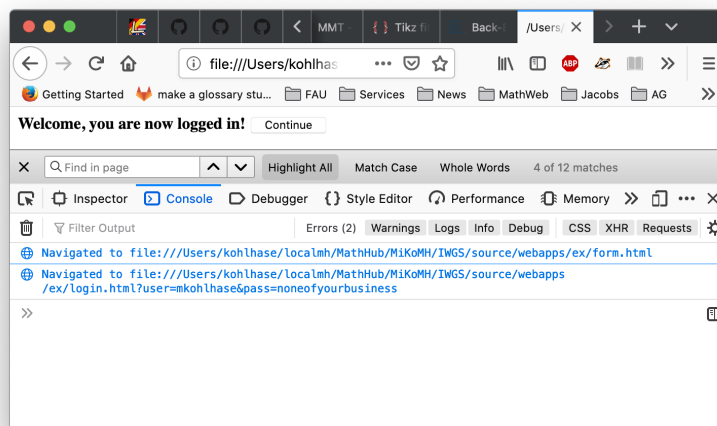 MMT -
{ } Tikz fi
Back-
/Users/
file:///Users/kohlhase
ABP
Getting Started make a glossary stu... FAU Services News MathWeb Jacobs AG
Welcome, you are now logged in! Continue
Find in page Highlight All Match Case Whole Words 4 of 12 matches
Inspector Console Debugger {} Style Editor Performance Memory
Filter Output Errors (2) Warnings Logs Info Debug CSS XHR Requests
Navigated to file:///Users/kohlhase/localmh/MathHub/MiKoMH/IWGS/source/webapps/ex/form.html
Navigated to file:///Users/kohlhase/localmh/MathHub/MiKoMH/IWGS/source/webapps
/ex/login.html?user=mkohlhase&pass=noneofyourbusiness